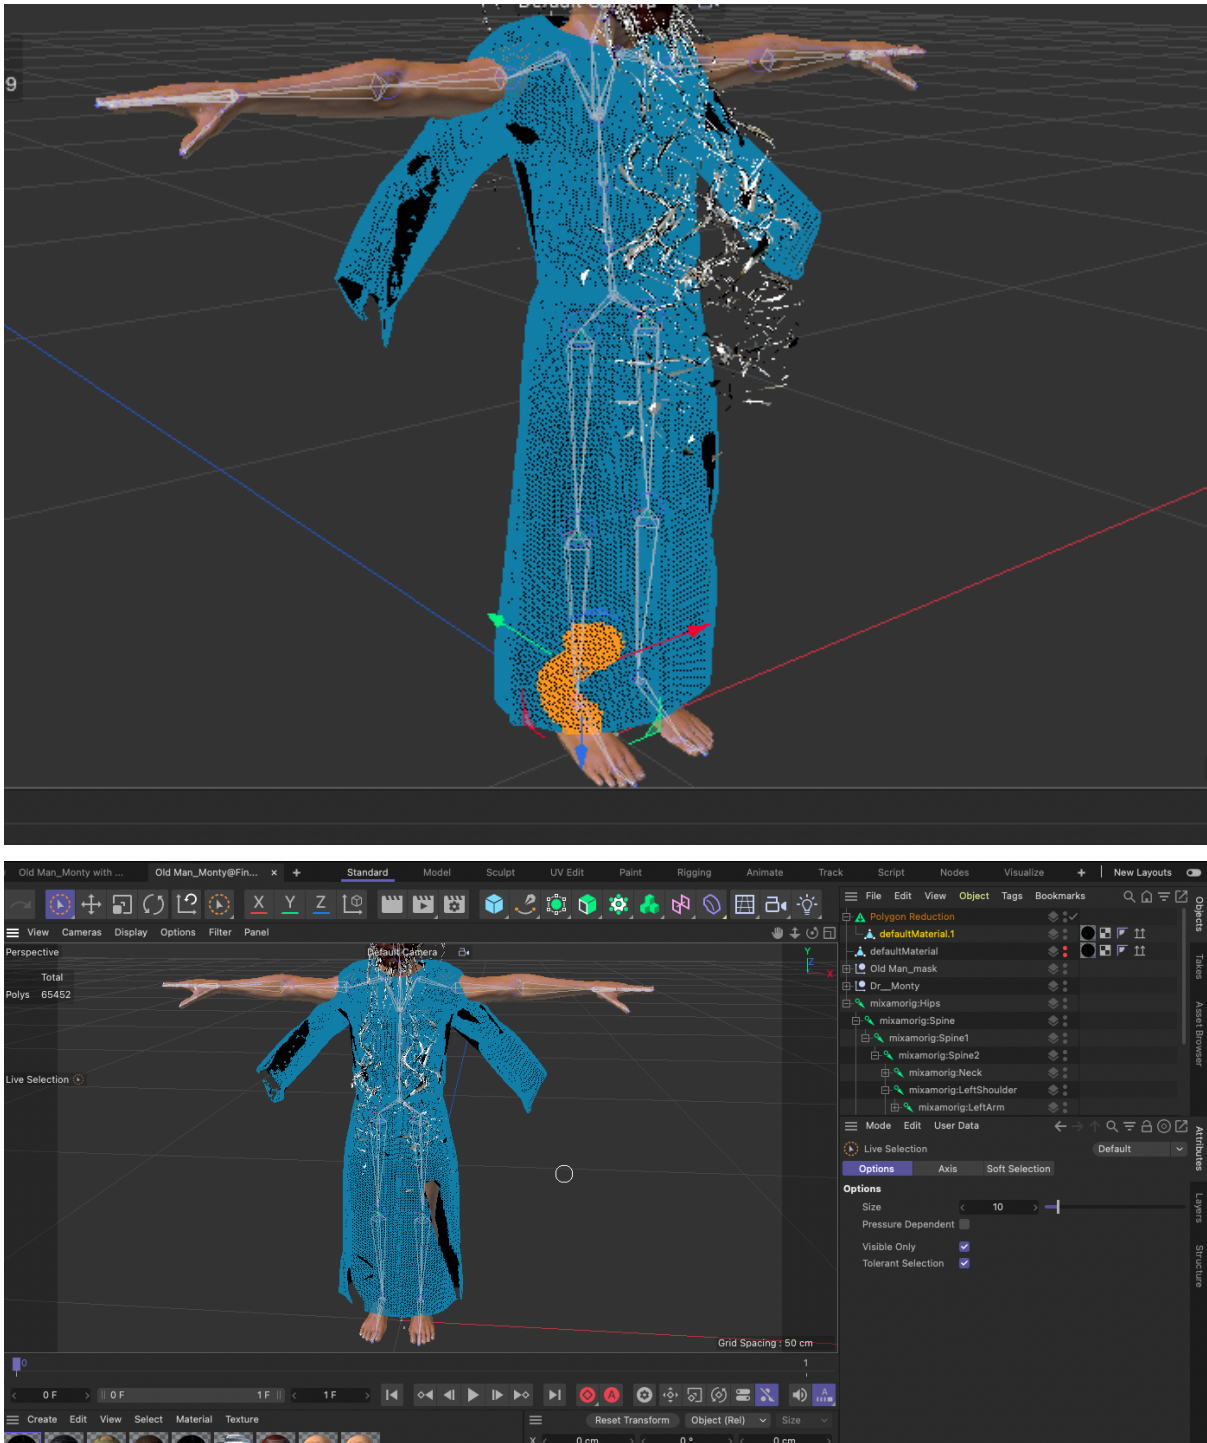 Default Camera
9
Old Man_Monty with ...
Old Man_Monty@Fin... × +
Standard Model Sculpt UV Edit Paint Rigging Animate Track Script Nodes Visualize + New Layouts
X Y Z
File Edit View Object Tags Bookmarks
View Cameras Display Options Filter Panel
Perspective
Default Camera
Y
Z
X
Total
Polys 65452
Live Selection
Grid Spacing : 50 cm
Polygon Reduction
defaultMaterial.1
defaultMaterial
Old Man_mask
Dr__Monty
mixamorig:Hips
mixamorig:Spine
mixamorig:Spine1
mixamorig:Spine2
mixamorig:Neck
mixamorig:LeftShoulder
mixamorig:LeftArm
Objects
Takes
Asset Browser
Mode Edit User Data
Live Selection
Default
Options Axis Soft Selection
Options
Size 10
Pressure Dependent
Visible Only
Tolerant Selection
Attributes
Layers
Structure
0 1
0 F 0 F 1 F 1 F
A
A
Create Edit View Select Material Texture
Reset Transform Object (Rel) Size
X 0 cm 0 ° 0 cm